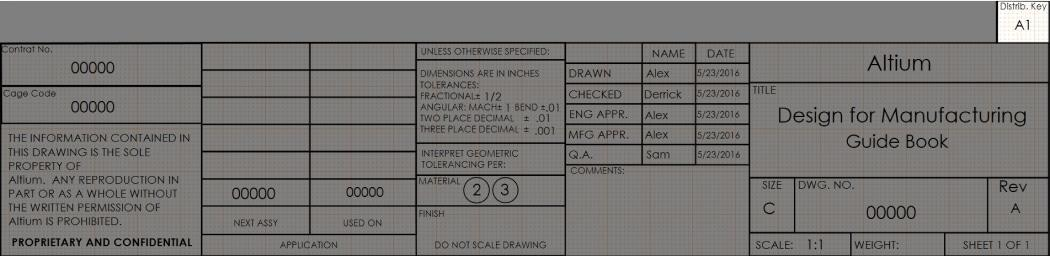 Distrib. Key
A1
Contrat No.
00000
Cage Code
00000
THE INFORMATION CONTAINED IN
THIS DRAWING IS THE SOLE
PROPERTY OF
Altium. ANY REPRODUCTION IN
PART OR AS A WHOLE WITHOUT
THE WRITTEN PERMISSION OF
Altium IS PROHIBITED.
PROPRIETARY AND CONFIDENTIAL
00000 00000
NEXT ASSY USED ON
APPLICATION
UNLESS OTHERWISE SPECIFIED:
DIMENSIONS ARE IN INCHES
TOLERANCES:
FRACTIONAL± 1/2
ANGULAR: MACH± 1 BEND ±.01
TWO PLACE DECIMAL ± .01
THREE PLACE DECIMAL ± .001
INTERPRET GEOMETRIC
TOLERANCING PER:
MATERIAL 2 3
FINISH
DO NOT SCALE DRAWING
NAME DATE
DRAWN Alex 5/23/2016
CHECKED Derrick 5/23/2016
ENG APPR. Alex 5/23/2016
MFG APPR. Alex 5/23/2016
Q.A. Sam 5/23/2016
COMMENTS:
Altium
TITLE
Design for Manufacturing
Guide Book
SIZE DWG. NO. Rev
C 00000 A
SCALE: 1:1 WEIGHT: SHEET 1 OF 1